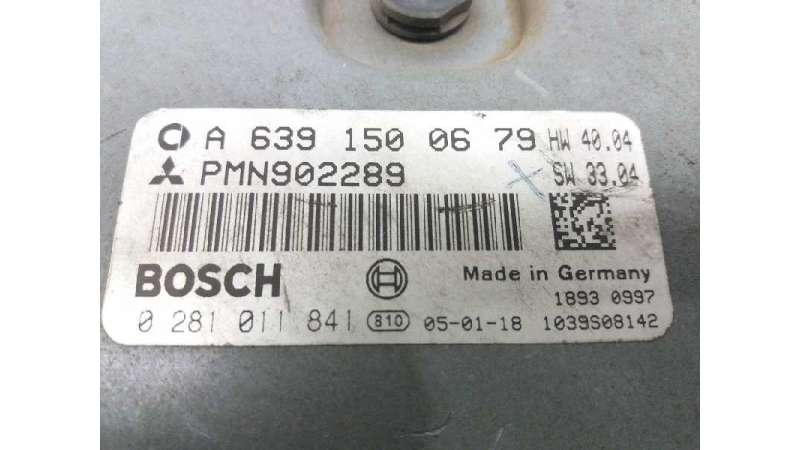 A 639 150 06 79 HW 40.04
PMN902289 SW 33.04
BOSCH Made in Germany
1893 0997
0 281 011 841 810 05-01-18 1039S08142